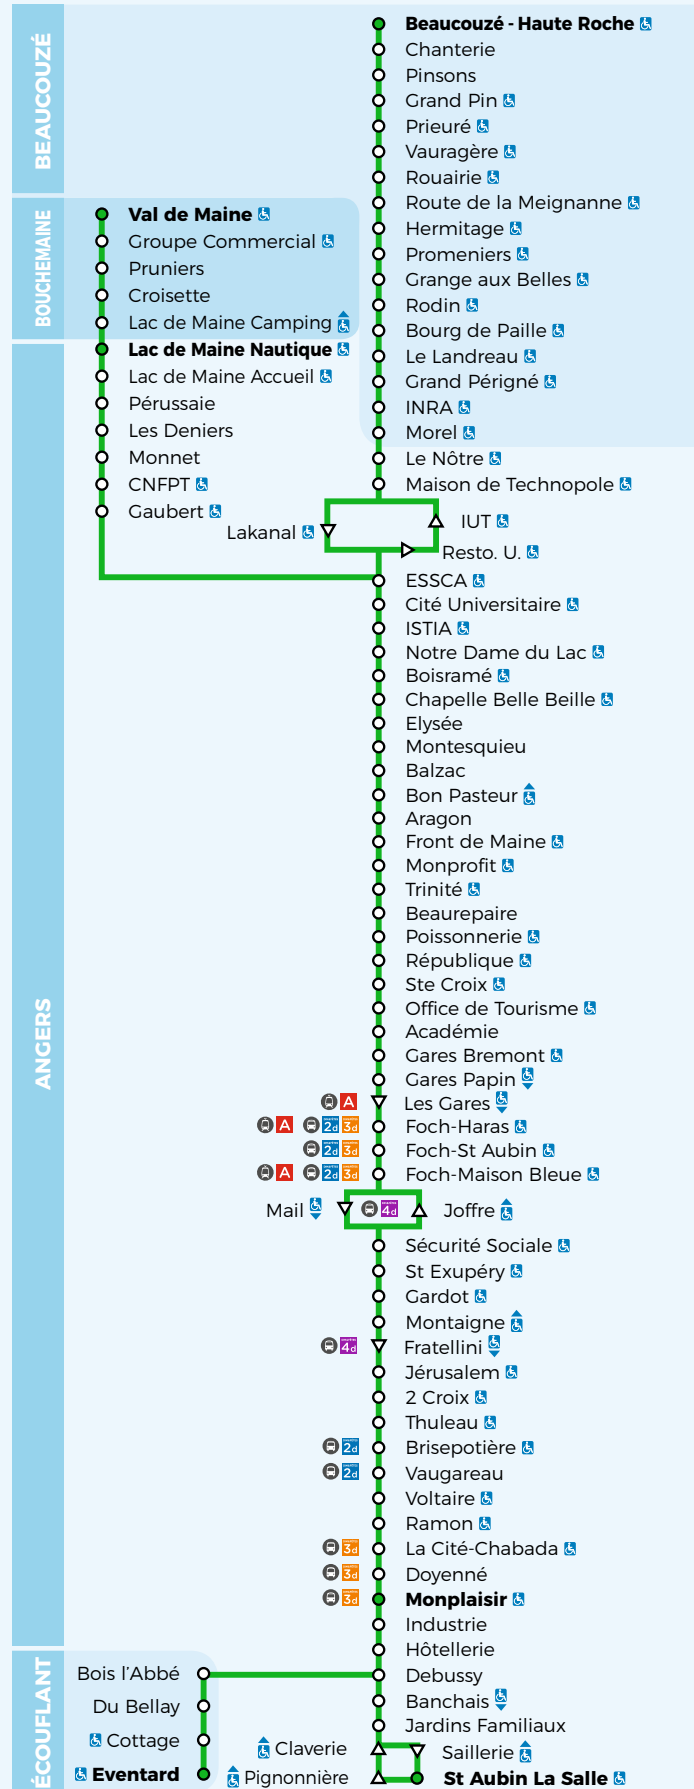 BEAUCOUZÉ
Beaucouzé - Haute Roche
Chanterie
Pinsons
Grand Pin
Prieuré
Vauragère
Rouairie
Route de la Meignanne
Hermitage
Promeniers
Grange aux Belles
Rodin
Bourg de Paille
Le Landreau
Grand Périgné
INRA
Morel
BOUCHEMAINE
Val de Maine
Groupe Commercial
Pruniers
Croisette
Lac de Maine Camping
ANGERS
Lac de Maine Nautique
Lac de Maine Accueil
Pérussaie
Les Deniers
Monnet
CNFPT
Gaubert
Le Nôtre
Maison de Technopole
Lakanal
IUT
Resto. U.
ESSCA
Cité Universitaire
ISTIA
Notre Dame du Lac
Boisramé
Chapelle Belle Beille
Elysée
Montesquieu
Balzac
Bon Pasteur
Aragon
Front de Maine
Monprofit
Trinité
Beaurepaire
Poissonnerie
République
Ste Croix
Office de Tourisme
Académie
Gares Bremont
Gares Papin
A Les Gares
A 2d 3d Foch-Haras
2d 3d Foch-St Aubin
A 2d 3d Foch-Maison Bleue
Mail 4d Joffre
Sécurité Sociale
St Exupéry
Gardot
Montaigne
4d Fratellini
Jérusalem
2 Croix
Thuleau
2d Brisepotière
2d Vaugareau
Voltaire
Ramon
3d La Cité-Chabada
3d Doyenné
3d Monplaisir
Industrie
Hôtellerie
Debussy
Banchais
Jardins Familiaux
Claverie
Saillerie
Pignonnière
St Aubin La Salle
ÉCOUFLANT
Bois l'Abbé
Du Bellay
Cottage
Eventard